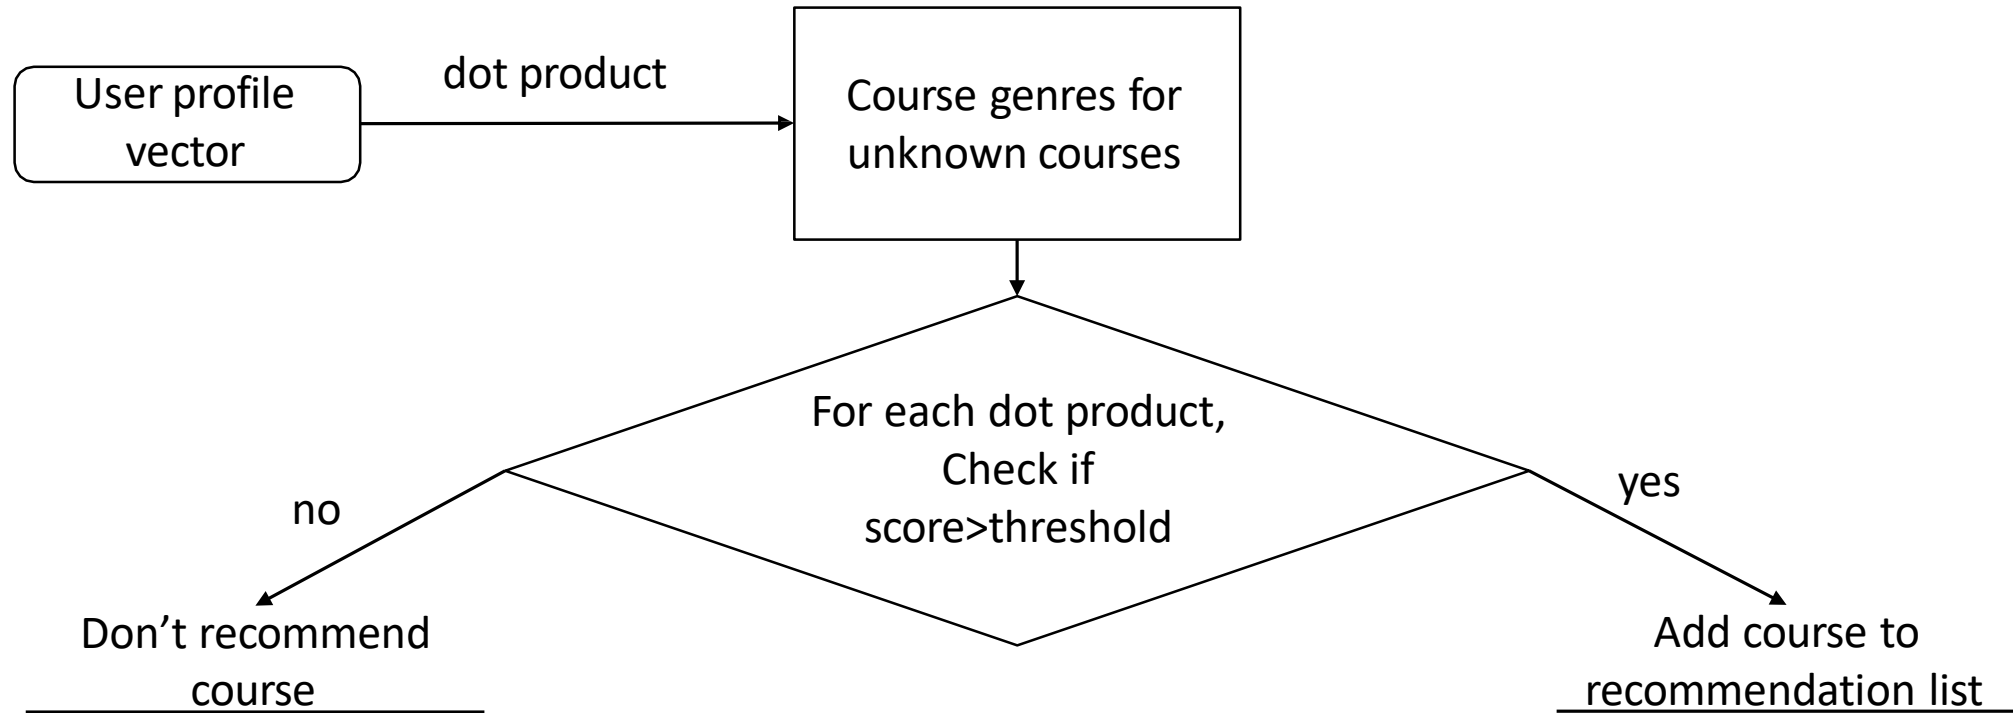 User profile
vector
dot product
Course genres for
unknown courses
For each dot product,
Check if
score>threshold
no
yes
Don’t recommend
course
Add course to
recommendation list